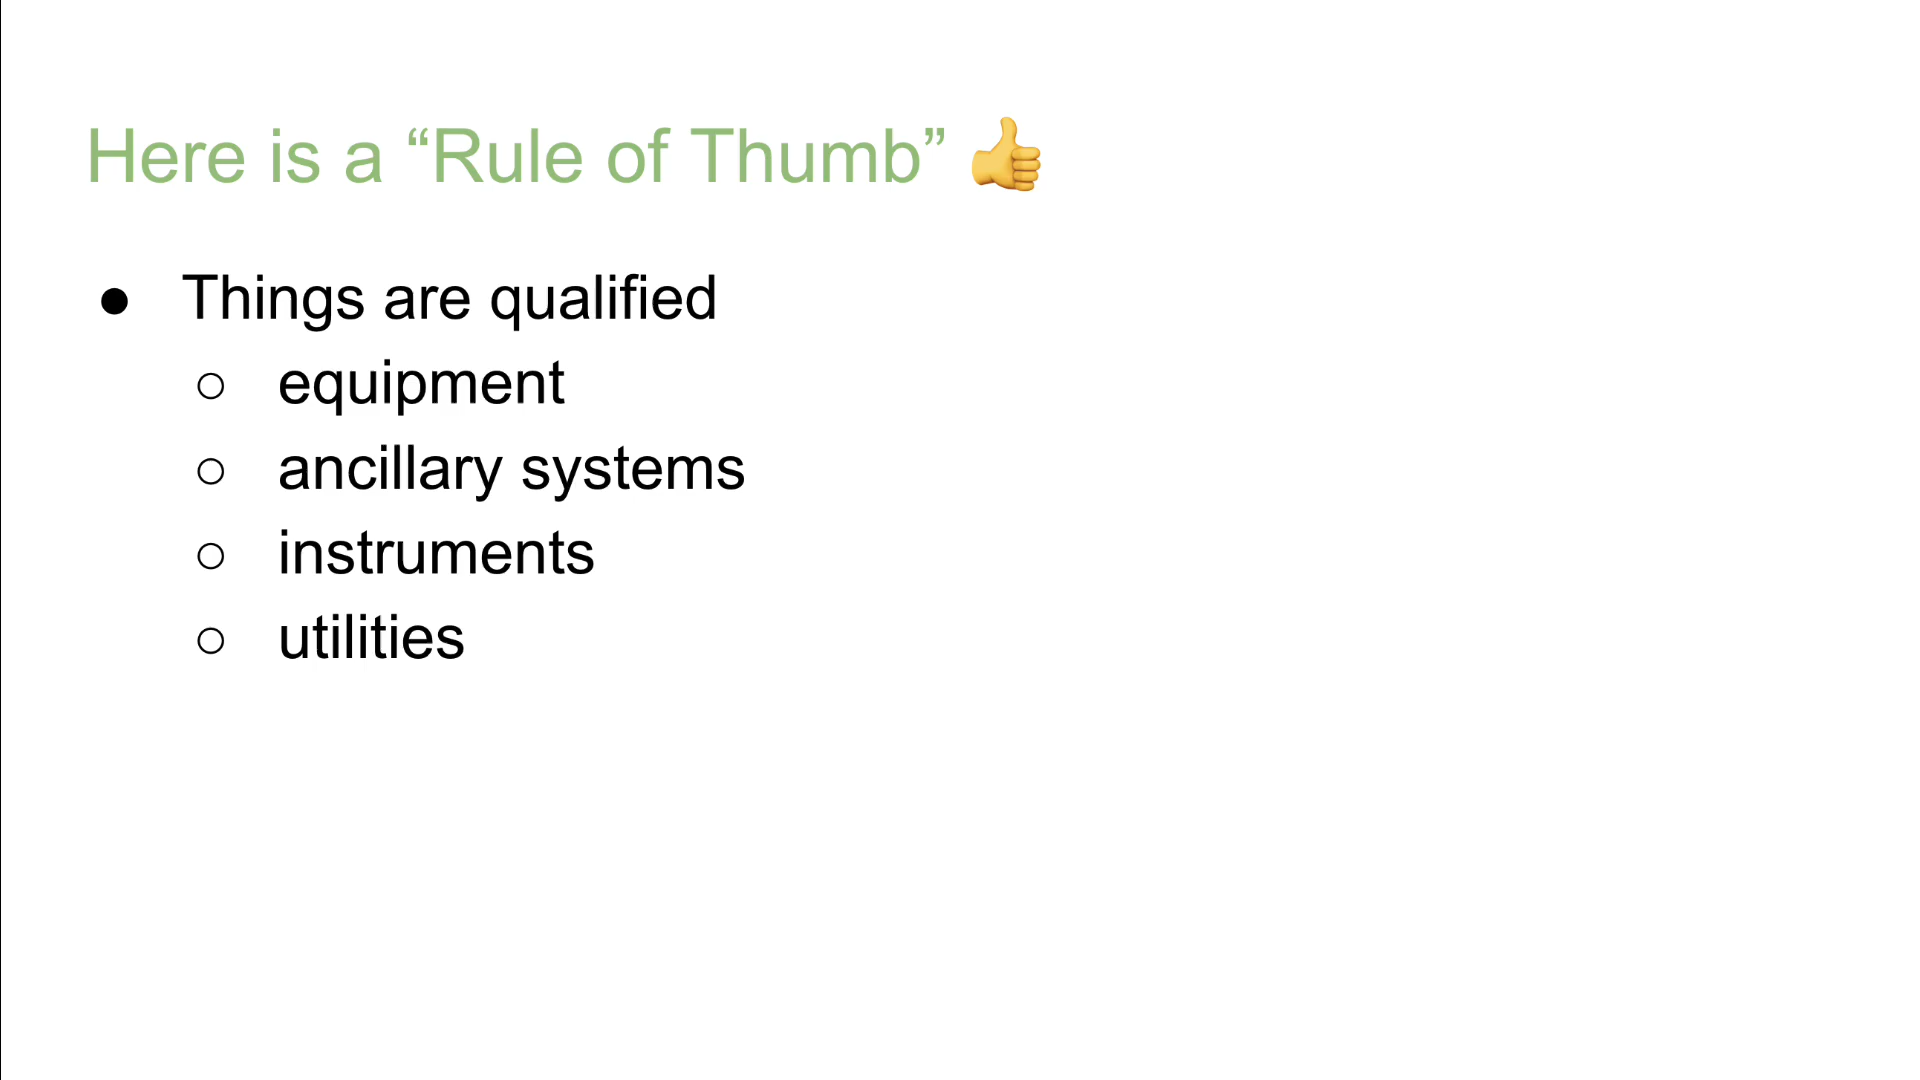 Here is a “Rule of Thumb” 👍
● Things are qualified
○ equipment
○ ancillary systems
○ instruments
○ utilities